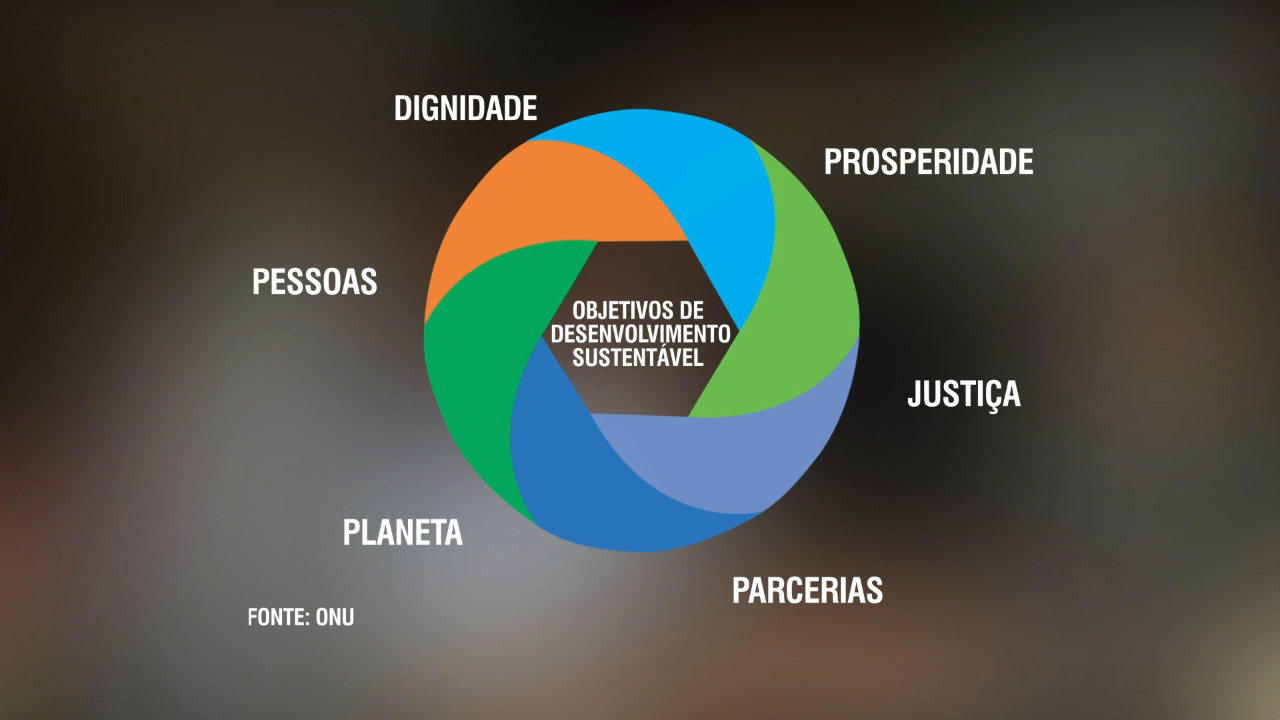 DIGNIDADE
PROSPERIDADE
PESSOAS
OBJETIVOS DE
DESENVOLVIMENTO
SUSTENTÁVEL
JUSTIÇA
PLANETA
PARCERIAS
FONTE: ONU